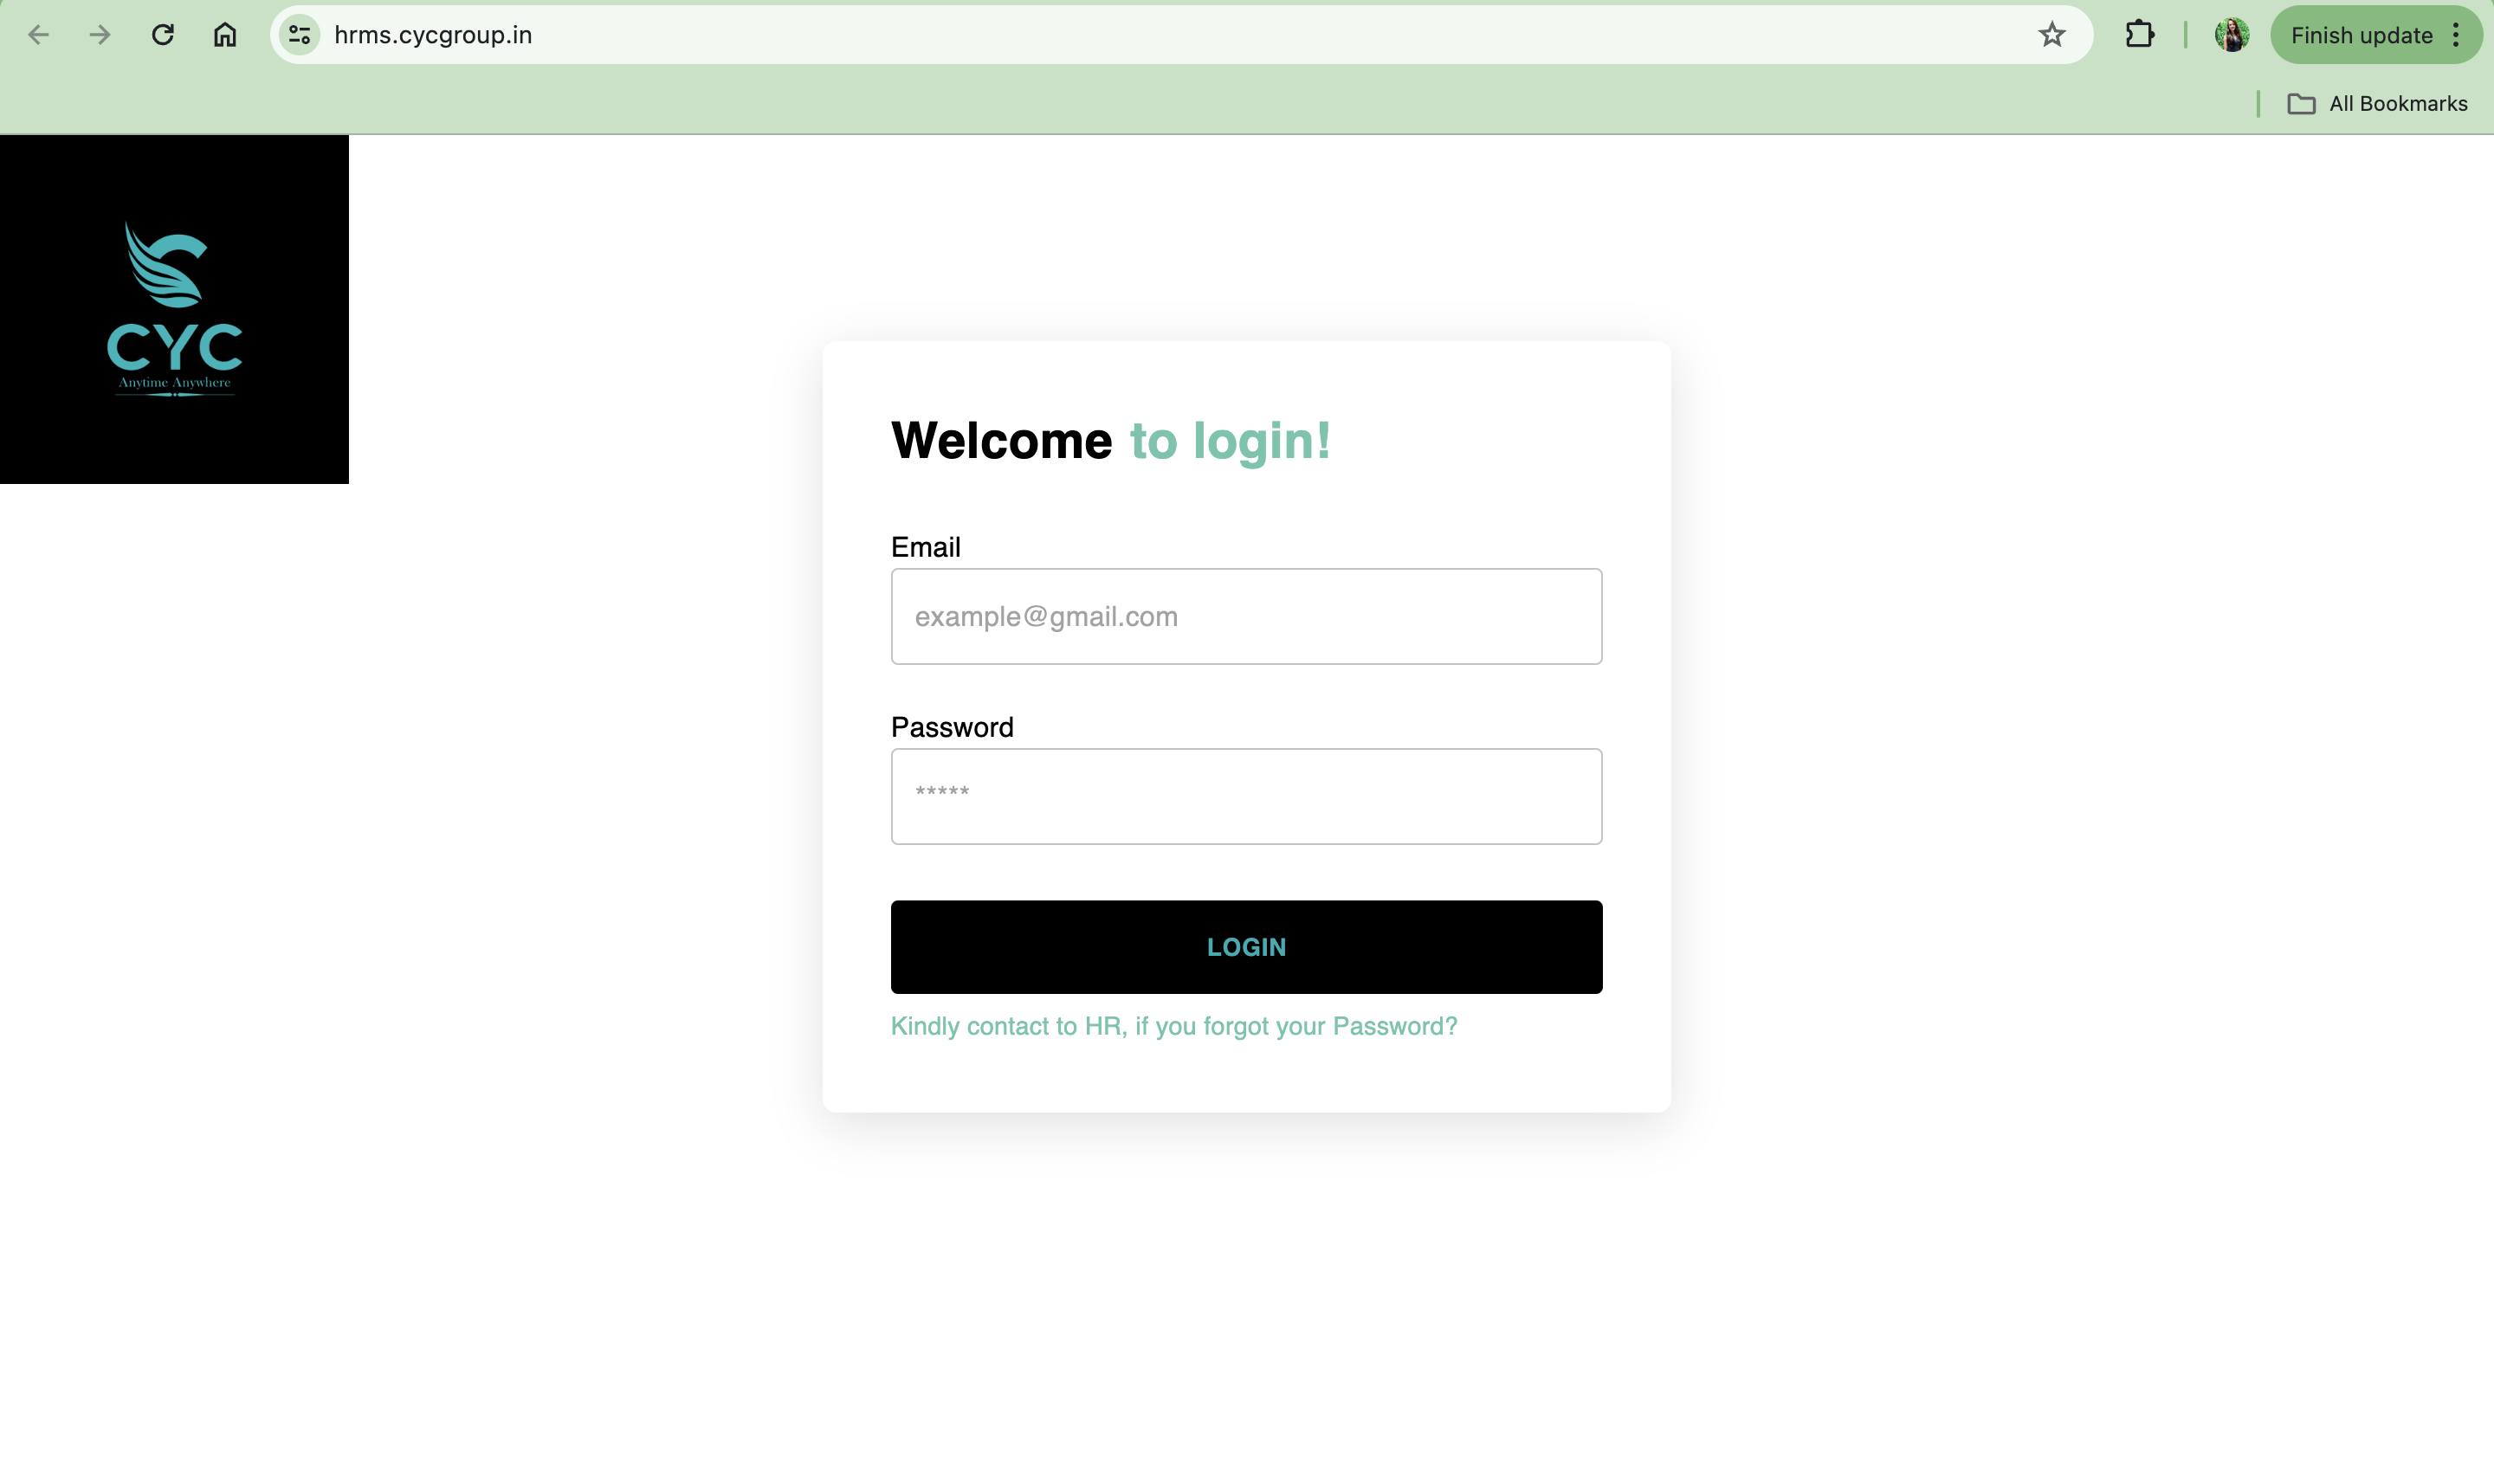 hrms.cycgroup.in
Finish update
All Bookmarks
CYC
Anytime Anywhere
Welcome to login!
Email
example@gmail.com
Password
*****
LOGIN
Kindly contact to HR, if you forgot your Password?